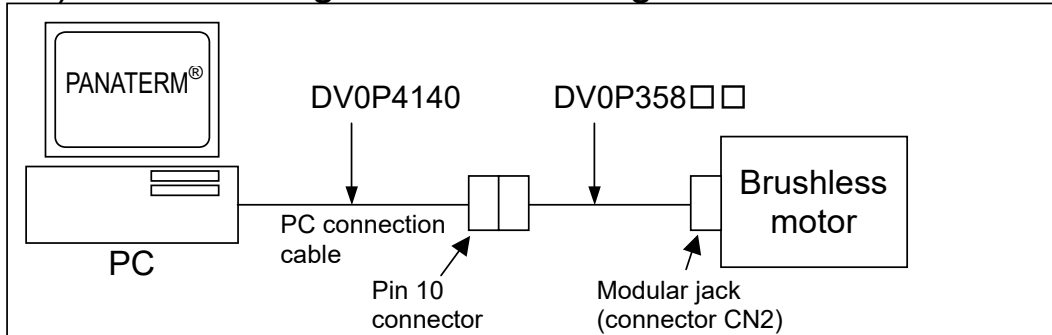 PANATERM®
DV0P4140
DV0P358□□
Brushless
motor
PC connection
cable
PC
Pin 10
connector
Modular jack
(connector CN2)